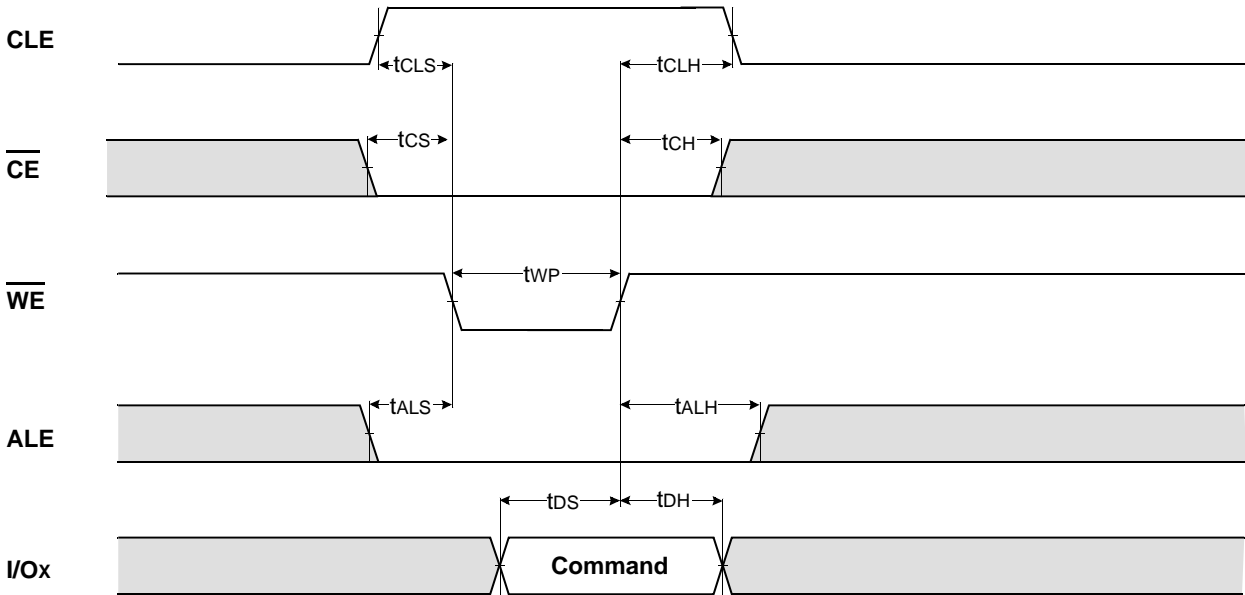 CLE
tCLS
tCLH
CE
tCS
tCH
WE
tWP
ALE
tALS
tALH
tDS
tDH
I/Ox
Command